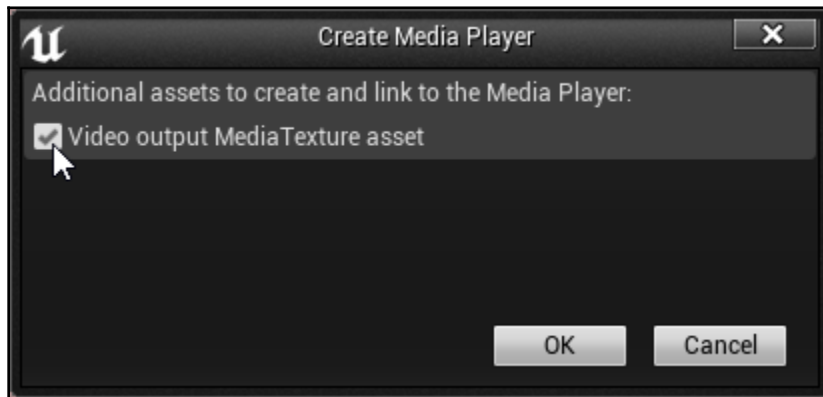 Create Media Player
Additional assets to create and link to the Media Player:
Video output MediaTexture asset
OK
Cancel